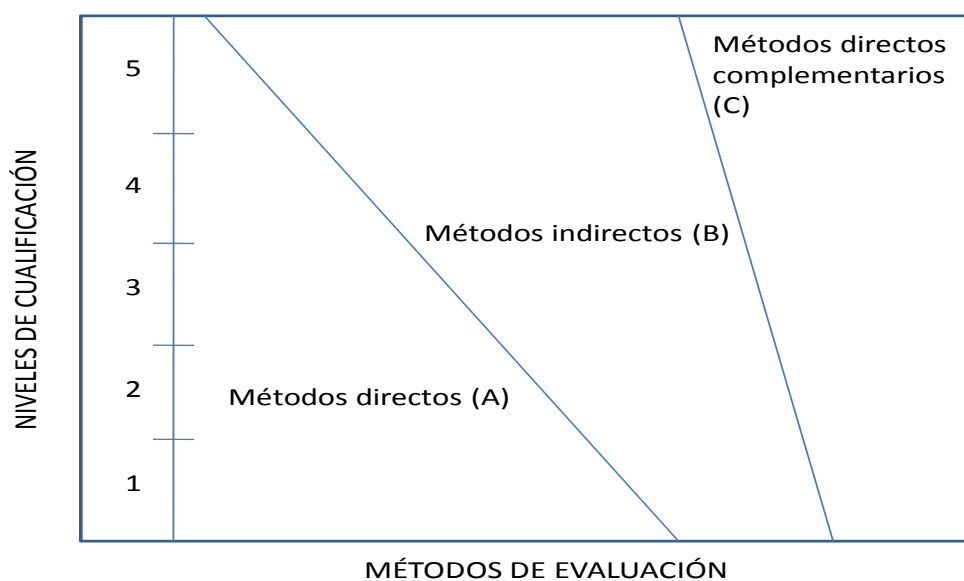 Métodos directos
complementarios
(C)
5
4
Métodos indirectos (B)
3
2
Métodos directos (A)
1
NIVELES DE CUALIFICACIÓN
MÉTODOS DE EVALUACIÓN